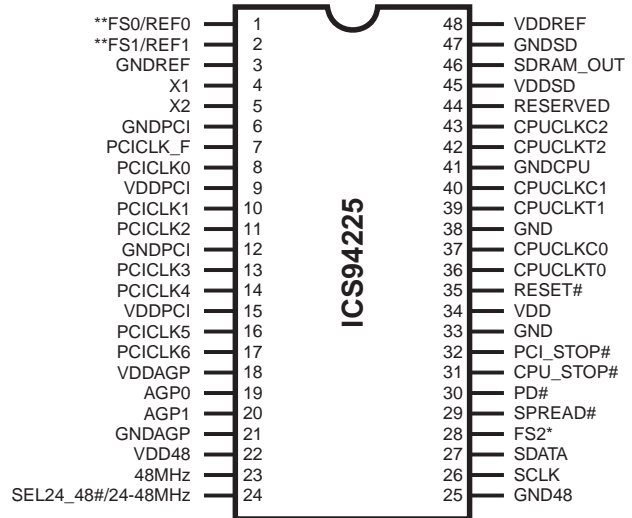 **FS0/REF0 1 48 VDDREF
**FS1/REF1 2 47 GNDSD
GNDREF 3 46 SDRAM_OUT
X1 4 45 VDDSD
X2 5 44 RESERVED
GNDPCI 6 43 CPUCLKC2
PCICLK_F 7 42 CPUCLKT2
PCICLK0 8 41 GNDCPU
VDDPCI 9 40 CPUCLKC1
PCICLK1 10 39 CPUCLKT1
PCICLK2 11 38 GND
GNDPCI 12 37 CPUCLKC0
PCICLK3 13 36 CPUCLKT0
PCICLK4 14 35 RESET#
VDDPCI 15 34 VDD
PCICLK5 16 33 GND
PCICLK6 17 32 PCI_STOP#
VDDAGP 18 31 CPU_STOP#
AGP0 19 30 PD#
AGP1 20 29 SPREAD#
GNDAGP 21 28 FS2*
VDD48 22 27 SDATA
48MHz 23 26 SCLK
SEL24_48#/24-48MHz 24 25 GND48
ICS94225